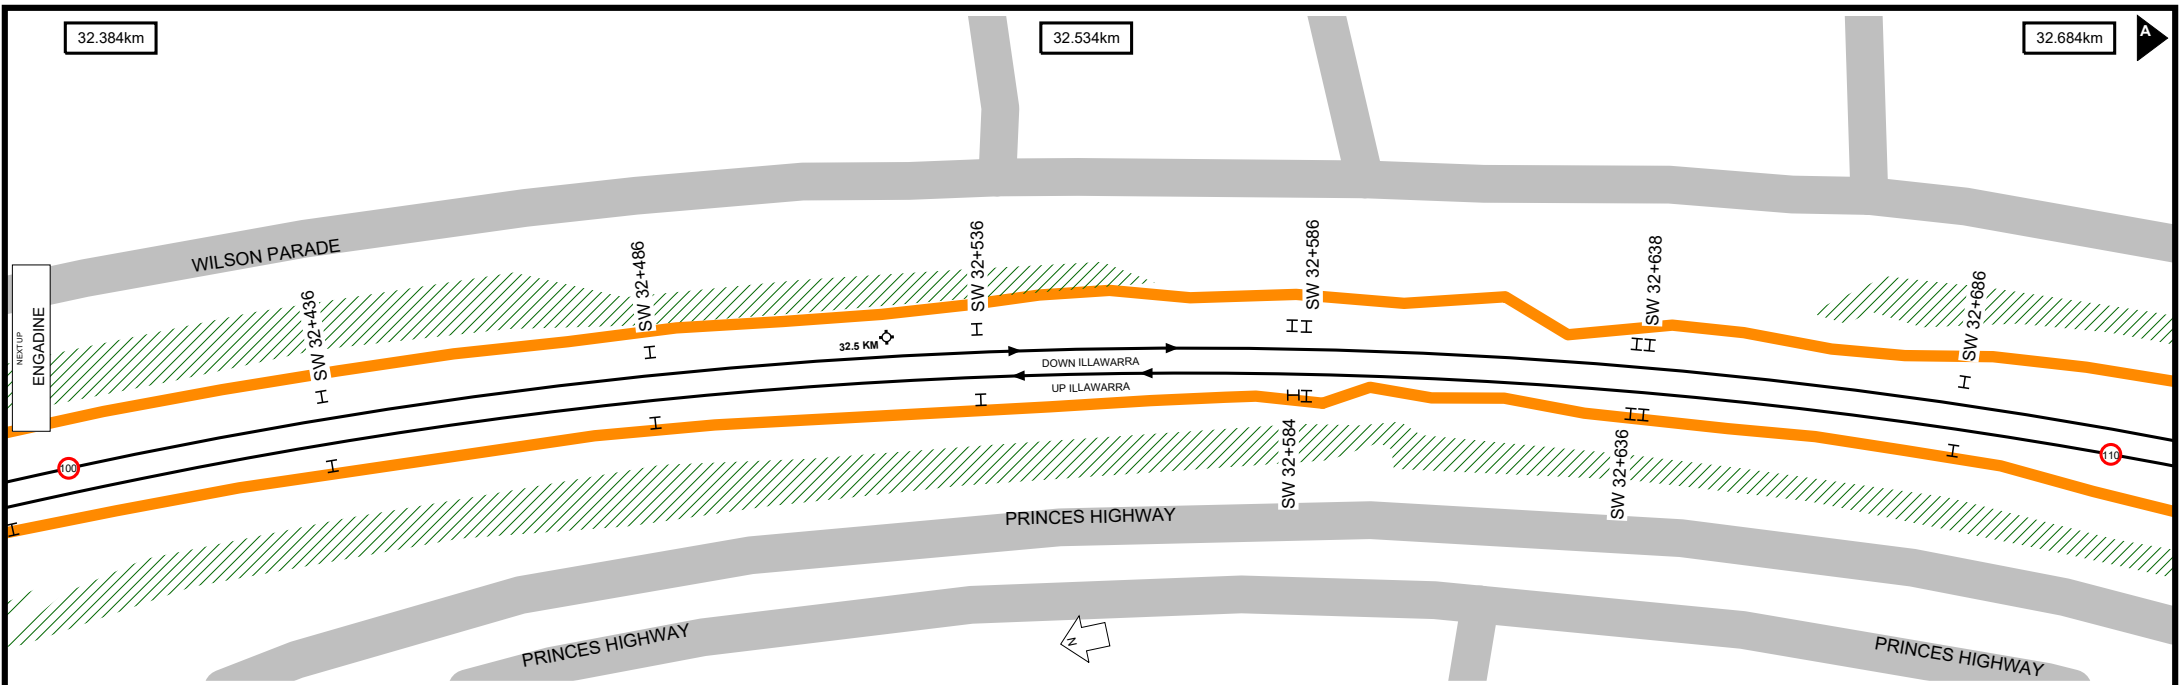 32.384km
32.534km
32.684km
A
WILSON PARADE
NEXT UP
ENGADINE
SW 32+436
SW 32+486
SW 32+536
SW 32+586
SW 32+638
SW 32+686
32.5 KM
DOWN ILLAWARRA
UP ILLAWARRA
100
110
SW 32+584
SW 32+636
PRINCES HIGHWAY
PRINCES HIGHWAY
N
PRINCES HIGHWAY